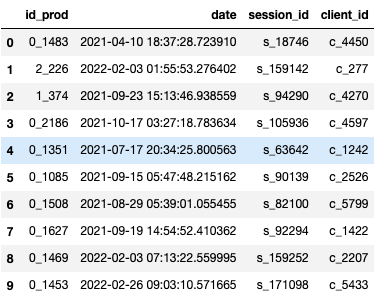 id_prod date session_id client_id
0 0_1483 2021-04-10 18:37:28.723910 s_18746 c_4450
1 2_226 2022-02-03 01:55:53.276402 s_159142 c_277
2 1_374 2021-09-23 15:13:46.938559 s_94290 c_4270
3 0_2186 2021-10-17 03:27:18.783634 s_105936 c_4597
4 0_1351 2021-07-17 20:34:25.800563 s_63642 c_1242
5 0_1085 2021-09-15 05:47:48.215162 s_90139 c_2526
6 0_1508 2021-08-29 05:39:01.055455 s_82100 c_5799
7 0_1627 2021-09-19 14:54:52.410362 s_92294 c_1422
8 0_1469 2022-02-03 07:13:22.559995 s_159252 c_2207
9 0_1453 2022-02-26 09:03:10.571665 s_171098 c_5433